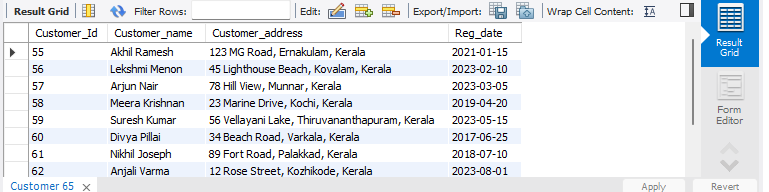 Result Grid Filter Rows: Edit: Export/Import: Wrap Cell Content: IA
Customer_Id Customer_name Customer_address Reg_date
55 Akhil Ramesh 123 MG Road, Ernakulam, Kerala 2021-01-15
56 Lekshmi Menon 45 Lighthouse Beach, Kovalam, Kerala 2023-02-10
57 Arjun Nair 78 Hill View, Munnar, Kerala 2023-03-05
58 Meera Krishnan 23 Marine Drive, Kochi, Kerala 2019-04-20
59 Suresh Kumar 56 Vellayani Lake, Thiruvananthapuram, Kerala 2023-05-15
60 Divya Pillai 34 Beach Road, Varkala, Kerala 2017-06-25
61 Nikhil Joseph 89 Fort Road, Palakkad, Kerala 2018-07-10
62 Anjali Varma 12 Rose Street, Kozhikode, Kerala 2023-08-01
Result
Grid
Form
Editor
Customer 65 × Apply Revert